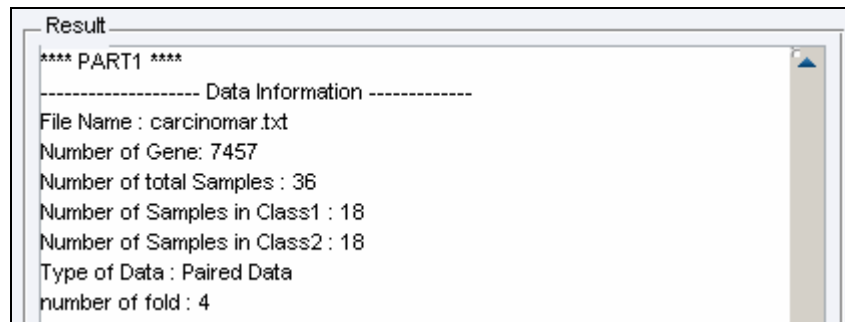 Result
**** PART1 ****
-------------------- Data Information -------------
File Name : carcinomar.txt
Number of Gene: 7457
Number of total Samples : 36
Number of Samples in Class1 : 18
Number of Samples in Class2 : 18
Type of Data : Paired Data
number of fold : 4